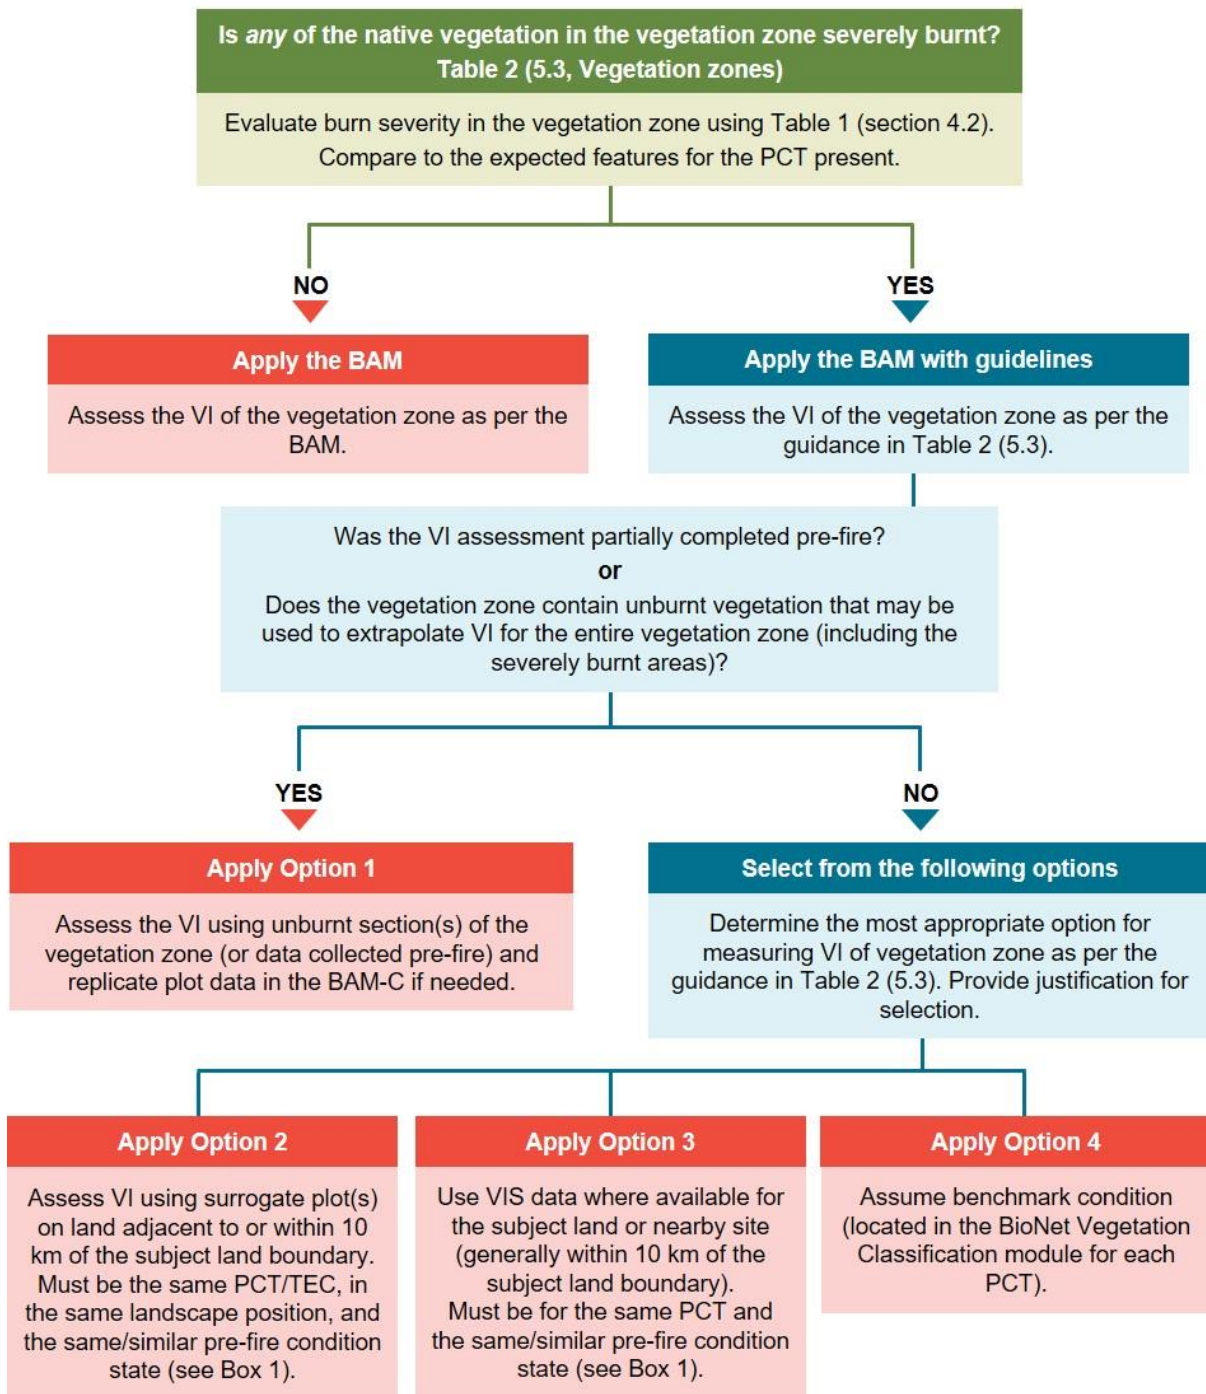 Is any of the native vegetation in the vegetation zone severely burnt?
Table 2 (5.3, Vegetation zones)
Evaluate burn severity in the vegetation zone using Table 1 (section 4.2).
Compare to the expected features for the PCT present.
NO
YES
Apply the BAM
Assess the VI of the vegetation zone as per the
BAM.
Apply the BAM with guidelines
Assess the VI of the vegetation zone as per the
guidance in Table 2 (5.3).
Was the VI assessment partially completed pre-fire?
or
Does the vegetation zone contain unburnt vegetation that may be
used to extrapolate VI for the entire vegetation zone (including the
severely burnt areas)?
YES
NO
Apply Option 1
Assess the VI using unburnt section(s) of the
vegetation zone (or data collected pre-fire) and
replicate plot data in the BAM-C if needed.
Select from the following options
Determine the most appropriate option for
measuring VI of vegetation zone as per the
guidance in Table 2 (5.3). Provide justification for
selection.
Apply Option 2
Assess VI using surrogate plot(s)
on land adjacent to or within 10
km of the subject land boundary.
Must be the same PCT/TEC, in
the same landscape position, and
the same/similar pre-fire condition
state (see Box 1).
Apply Option 3
Use VIS data where available for
the subject land or nearby site
(generally within 10 km of the
subject land boundary).
Must be for the same PCT and
the same/similar pre-fire condition
state (see Box 1).
Apply Option 4
Assume benchmark condition
(located in the BioNet Vegetation
Classification module for each
PCT).